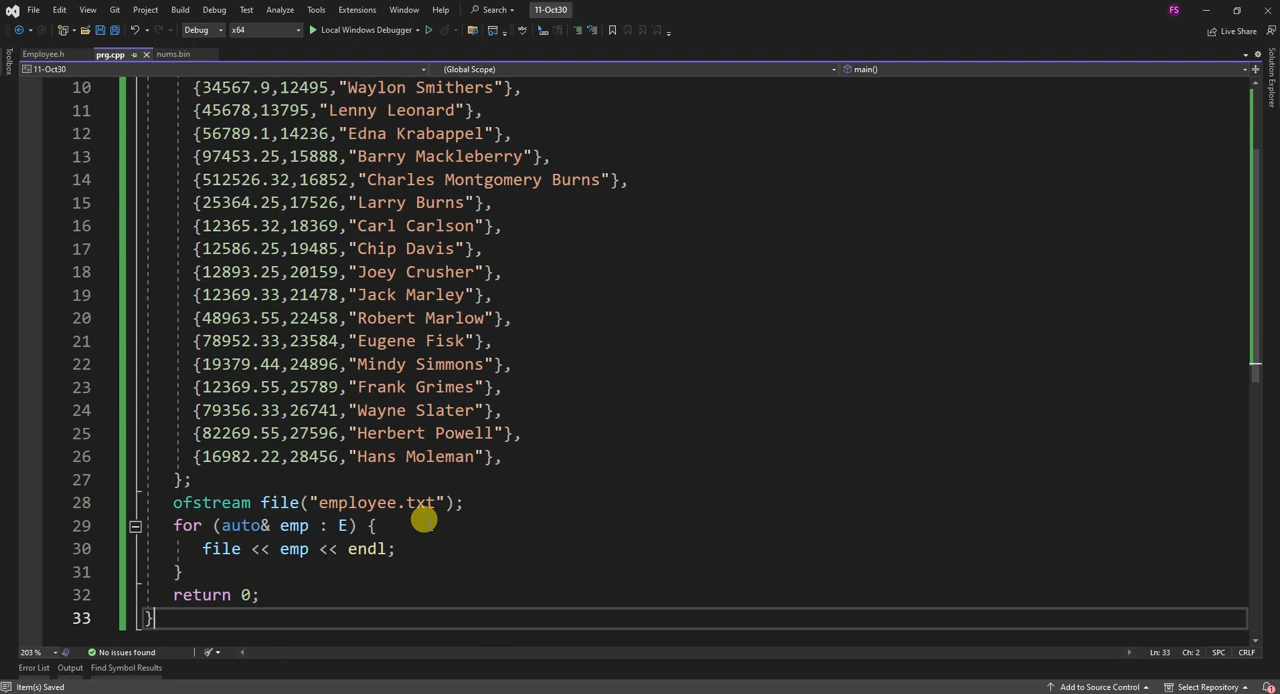 File Edit View Git Project Build Debug Test Analyze Tools Extensions Window Help Search 11-Oct30 FS
Debug x64 Local Windows Debugger Live Share
Toolbox
Employee.h prg.cpp nums.bin
11-Oct30 (Global Scope) main()
Solution Explorer
10 {34567.9,12495,"Waylon Smithers"},
11 {45678,13795,"Lenny Leonard"},
12 {56789.1,14236,"Edna Krabappel"},
13 {97453.25,15888,"Barry Mackleberry"},
14 {512526.32,16852,"Charles Montgomery Burns"},
15 {25364.25,17526,"Larry Burns"},
16 {12365.32,18369,"Carl Carlson"},
17 {12586.25,19485,"Chip Davis"},
18 {12893.25,20159,"Joey Crusher"},
19 {12369.33,21478,"Jack Marley"},
20 {48963.55,22458,"Robert Marlow"},
21 {78952.33,23584,"Eugene Fisk"},
22 {19379.44,24896,"Mindy Simmons"},
23 {12369.55,25789,"Frank Grimes"},
24 {79356.33,26741,"Wayne Slater"},
25 {82269.55,27596,"Herbert Powell"},
26 {16982.22,28456,"Hans Moleman"},
27 };
28 ofstream file("employee.txt");
29 for (auto& emp : E) {
30 file << emp << endl;
31 }
32 return 0;
33 }
203 % No issues found Ln: 33 Ch: 2 SPC CRLF
Error List Output Find Symbol Results
Item(s) Saved Add to Source Control Select Repository